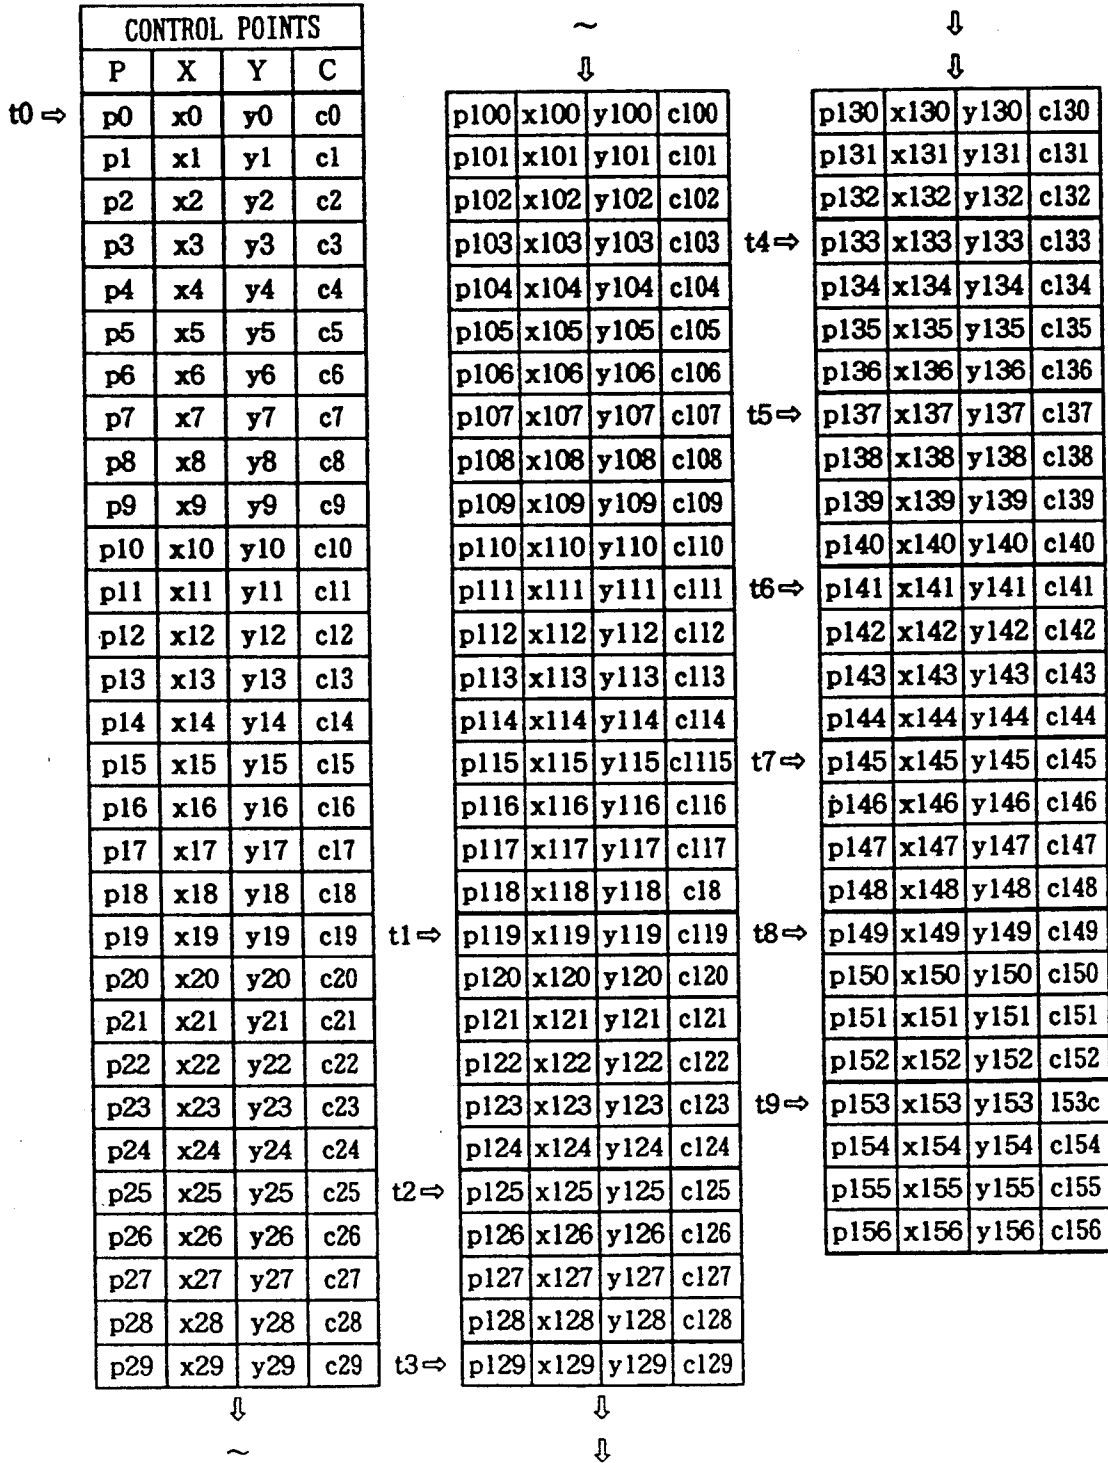 CONTROL POINTS
P X Y C
t0⇒ p0 x0 y0 c0
p1 x1 y1 c1
p2 x2 y2 c2
p3 x3 y3 c3
p4 x4 y4 c4
p5 x5 y5 c5
p6 x6 y6 c6
p7 x7 y7 c7
p8 x8 y8 c8
p9 x9 y9 c9
p10 x10 y10 c10
p11 x11 y11 c11
p12 x12 y12 c12
p13 x13 y13 c13
p14 x14 y14 c14
p15 x15 y15 c15
p16 x16 y16 c16
p17 x17 y17 c17
p18 x18 y18 c18
p19 x19 y19 c19
p20 x20 y20 c20
p21 x21 y21 c21
p22 x22 y22 c22
p23 x23 y23 c23
p24 x24 y24 c24
p25 x25 y25 c25
p26 x26 y26 c26
p27 x27 y27 c27
p28 x28 y28 c28
p29 x29 y29 c29
⇩
~
~
⇩
p100 x100 y100 c100
p101 x101 y101 c101
p102 x102 y102 c102
p103 x103 y103 c103
p104 x104 y104 c104
p105 x105 y105 c105
p106 x106 y106 c106
p107 x107 y107 c107
p108 x108 y108 c108
p109 x109 y109 c109
p110 x110 y110 c110
p111 x111 y111 c111
p112 x112 y112 c112
p113 x113 y113 c113
p114 x114 y114 c114
p115 x115 y115 c1115
p116 x116 y116 c116
p117 x117 y117 c117
p118 x118 y118 c18
t1⇒ p119 x119 y119 c119
p120 x120 y120 c120
p121 x121 y121 c121
p122 x122 y122 c122
p123 x123 y123 c123
p124 x124 y124 c124
t2⇒ p125 x125 y125 c125
p126 x126 y126 c126
p127 x127 y127 c127
p128 x128 y128 c128
t3⇒ p129 x129 y129 c129
⇩
⇩
⇩
⇩
p130 x130 y130 c130
p131 x131 y131 c131
p132 x132 y132 c132
t4⇒ p133 x133 y133 c133
p134 x134 y134 c134
p135 x135 y135 c135
p136 x136 y136 c136
t5⇒ p137 x137 y137 c137
p138 x138 y138 c138
p139 x139 y139 c139
p140 x140 y140 c140
t6⇒ p141 x141 y141 c141
p142 x142 y142 c142
p143 x143 y143 c143
p144 x144 y144 c144
t7⇒ p145 x145 y145 c145
p146 x146 y146 c146
p147 x147 y147 c147
p148 x148 y148 c148
t8⇒ p149 x149 y149 c149
p150 x150 y150 c150
p151 x151 y151 c151
p152 x152 y152 c152
t9⇒ p153 x153 y153 153c
p154 x154 y154 c154
p155 x155 y155 c155
p156 x156 y156 c156